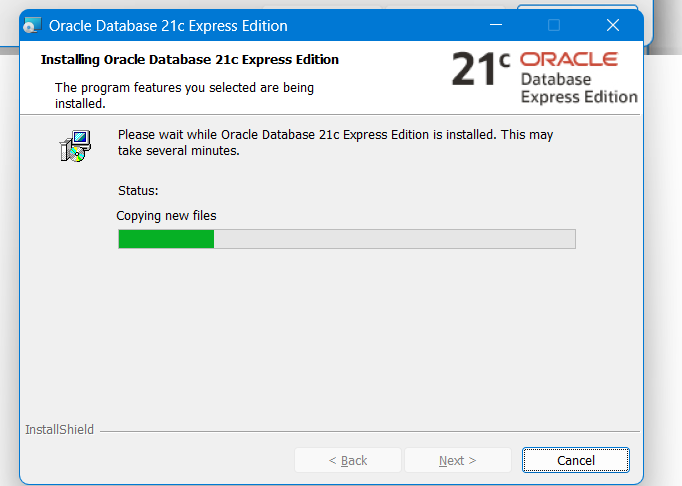 Oracle Database 21c Express Edition
Installing Oracle Database 21c Express Edition
The program features you selected are being
installed.
21c ORACLE
Database
Express Edition
Please wait while Oracle Database 21c Express Edition is installed. This may
take several minutes.
Status:
Copying new files
InstallShield
< Back
Next >
Cancel